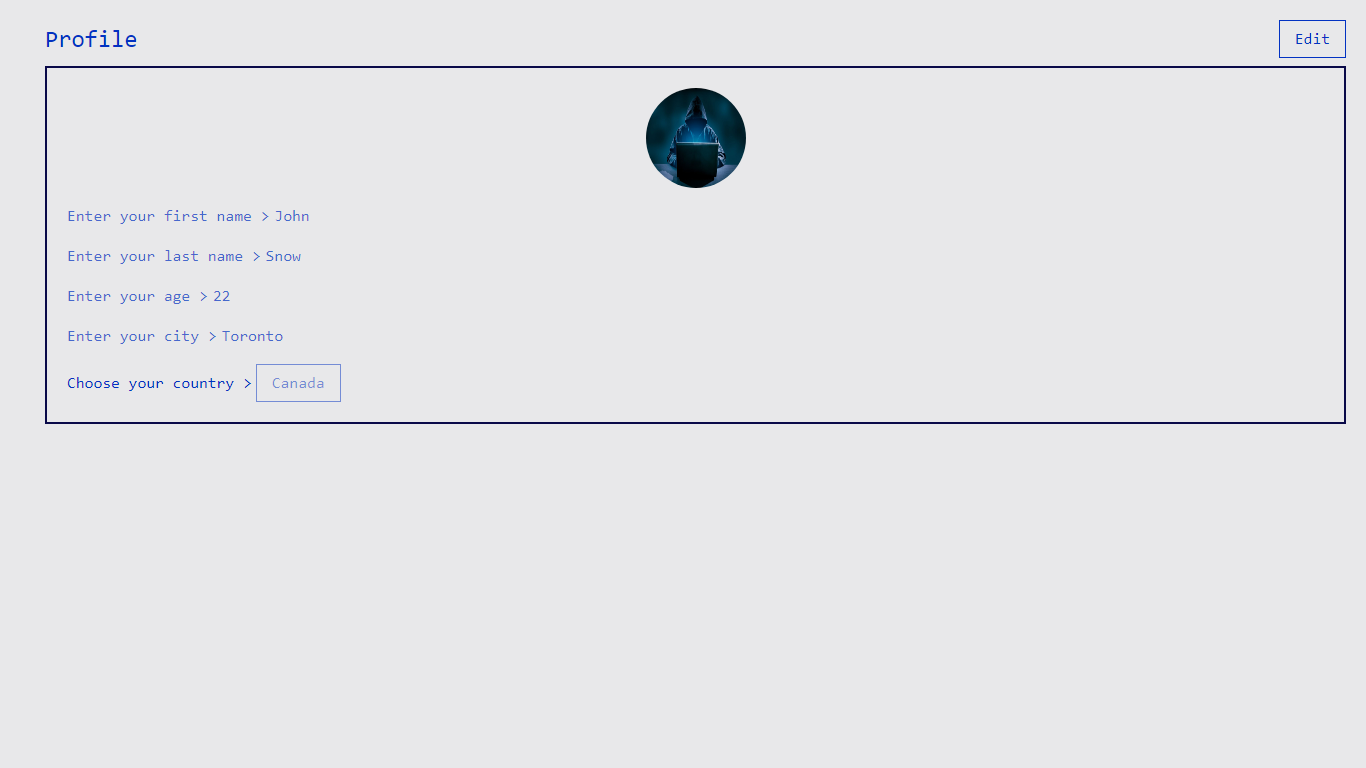 Profile
Edit
Enter your first name > John
Enter your last name > Snow
Enter your age > 22
Enter your city > Toronto
Choose your country > Canada